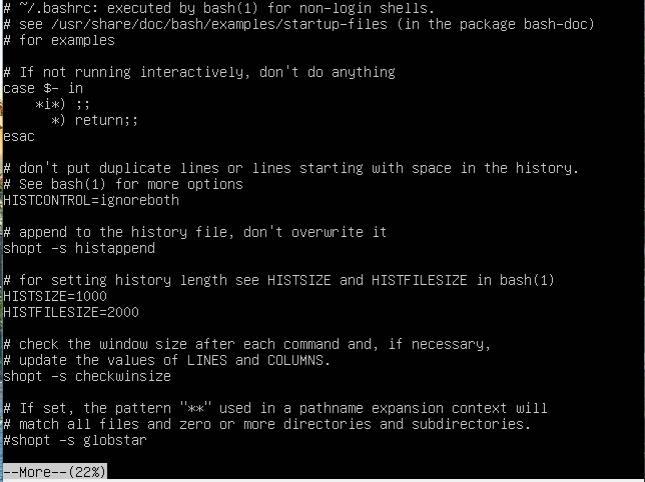 # ~/.bashrc: executed by bash(1) for non-login shells.
# see /usr/share/doc/bash/examples/startup-files (in the package bash-doc)
# for examples

# If not running interactively, don't do anything
case $- in
    *i*) ;;
      *) return;;
esac

# don't put duplicate lines or lines starting with space in the history.
# See bash(1) for more options
HISTCONTROL=ignoreboth

# append to the history file, don't overwrite it
shopt -s histappend

# for setting history length see HISTSIZE and HISTFILESIZE in bash(1)
HISTSIZE=1000
HISTFILESIZE=2000

# check the window size after each command and, if necessary,
# update the values of LINES and COLUMNS.
shopt -s checkwinsize

# If set, the pattern "**" used in a pathname expansion context will
# match all files and zero or more directories and subdirectories.
#shopt -s globstar

--More--(22%)